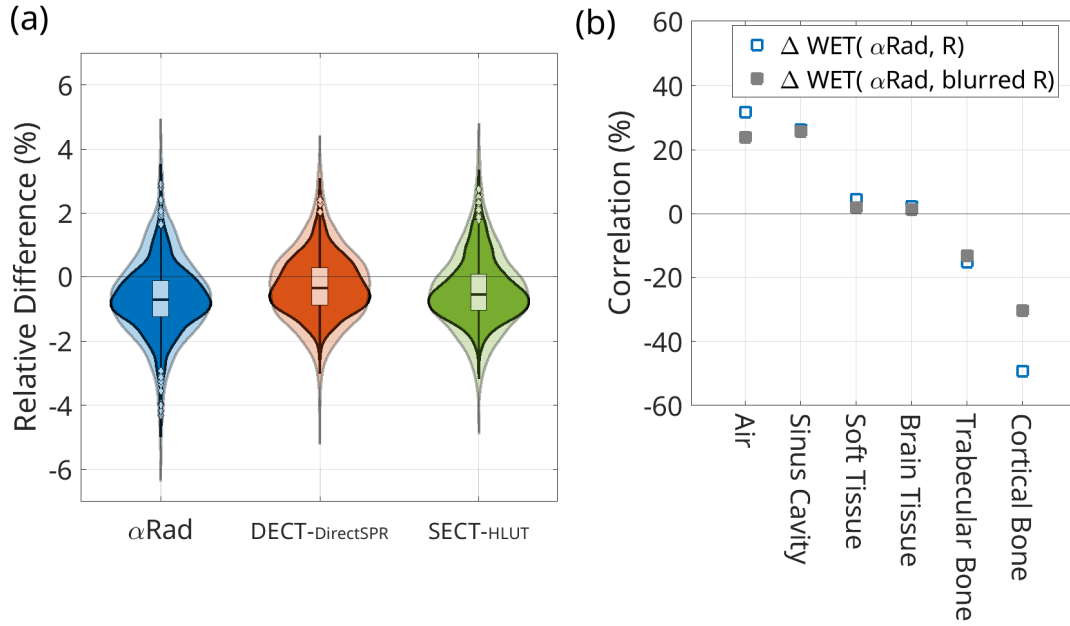 (a)
Relative Difference (%)
6
4
2
0
-2
-4
-6
αRad
DECT-DirectSPR
SECT-HLUT
(b)
Correlation (%)
60
40
20
0
-20
-40
-60
Δ WET( αRad, R)
Δ WET( αRad, blurred R)
Air
Sinus Cavity
Soft Tissue
Brain Tissue
Trabecular Bone
Cortical Bone